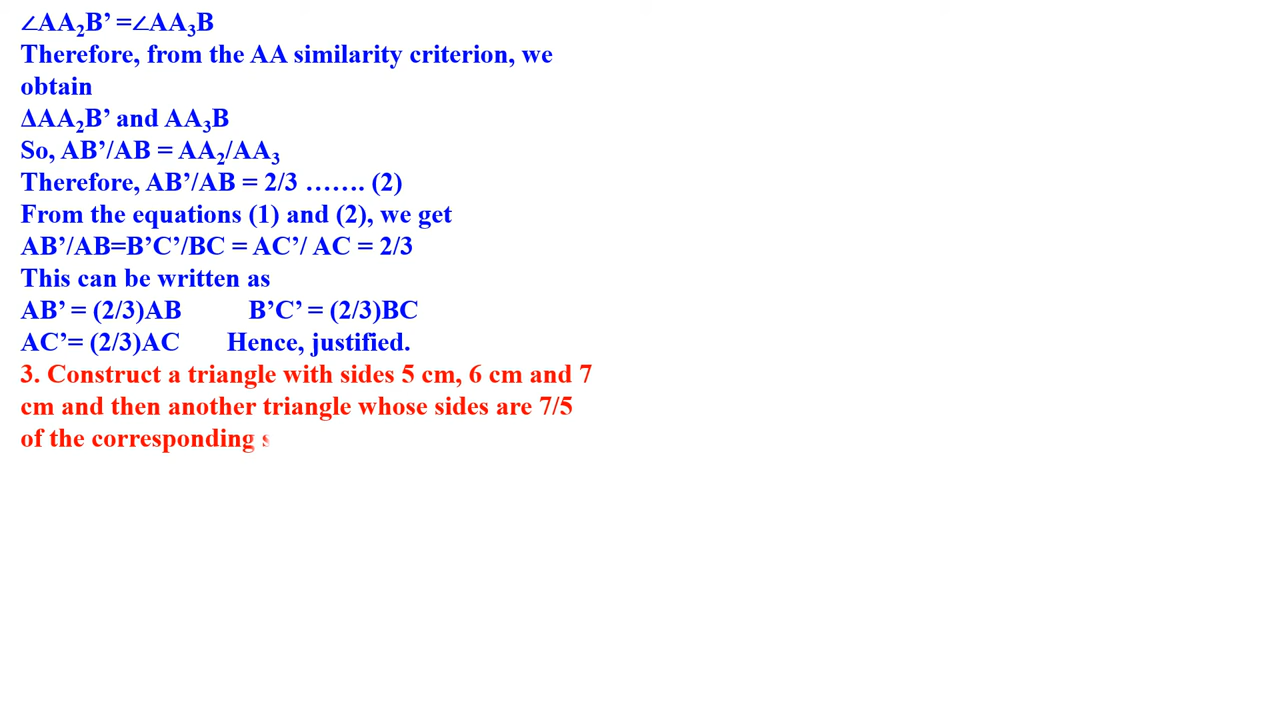 ∠AA₂B’ =∠AA₃B
Therefore, from the AA similarity criterion, we
obtain
ΔAA₂B’ and AA₃B
So, AB’/AB = AA₂/AA₃
Therefore, AB’/AB = 2/3 ……. (2)
From the equations (1) and (2), we get
AB’/AB=B’C’/BC = AC’/ AC = 2/3
This can be written as
AB’ = (2/3)AB B’C’ = (2/3)BC
AC’= (2/3)AC Hence, justified.
3. Construct a triangle with sides 5 cm, 6 cm and 7
cm and then another triangle whose sides are 7/5
of the corresponding